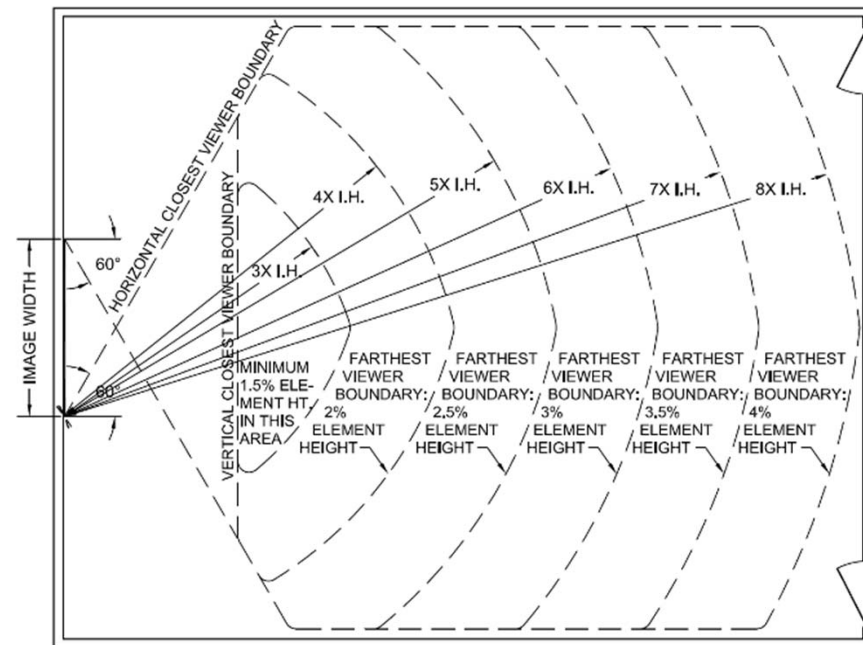 HORIZONTAL CLOSEST VIEWER BOUNDARY
VERTICAL CLOSEST VIEWER BOUNDARY
IMAGE WIDTH
60°
60°
3X I.H.
4X I.H.
5X I.H.
6X I.H.
7X I.H.
8X I.H.
MINIMUM
1.5% ELE-
MENT HT.
IN THIS
AREA
FARTHEST
VIEWER
BOUNDARY:
2%
ELEMENT
HEIGHT
FARTHEST
VIEWER
BOUNDARY:
2,5%
ELEMENT
HEIGHT
FARTHEST
VIEWER
BOUNDARY:
3%
ELEMENT
HEIGHT
FARTHEST
VIEWER
BOUNDARY:
3,5%
ELEMENT
HEIGHT
FARTHEST
VIEWER
BOUNDARY:
4%
ELEMENT
HEIGHT